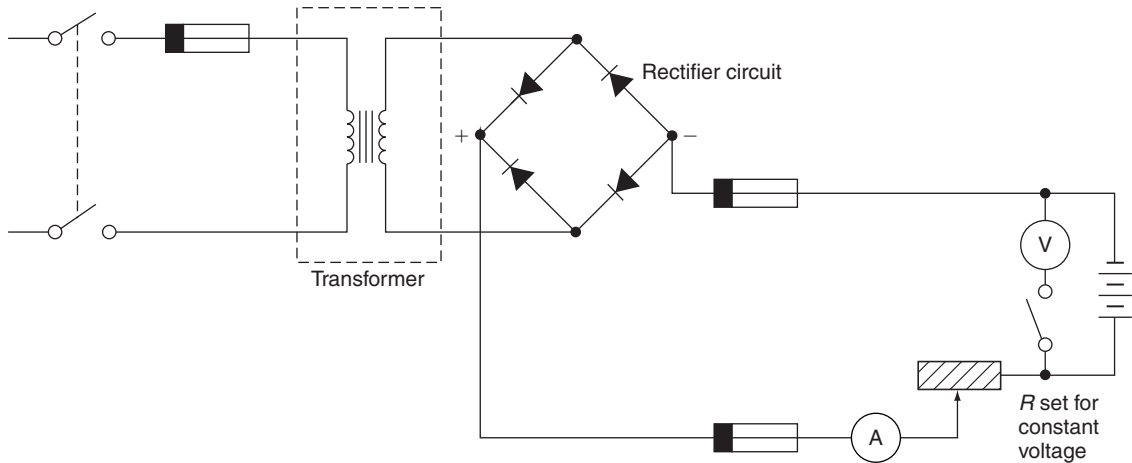 Rectifier circuit
+
−
Transformer
V
A
R set for
constant
voltage